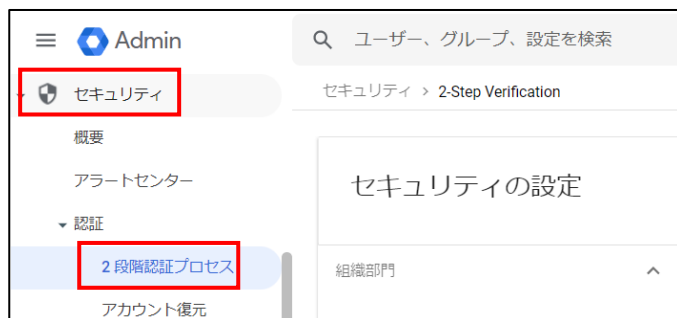 Admin
ユーザー、グループ、設定を検索
セキュリティ
セキュリティ > 2-Step Verification
概要
アラートセンター
セキュリティの設定
認証
2 段階認証プロセス
組織部門
アカウント復元